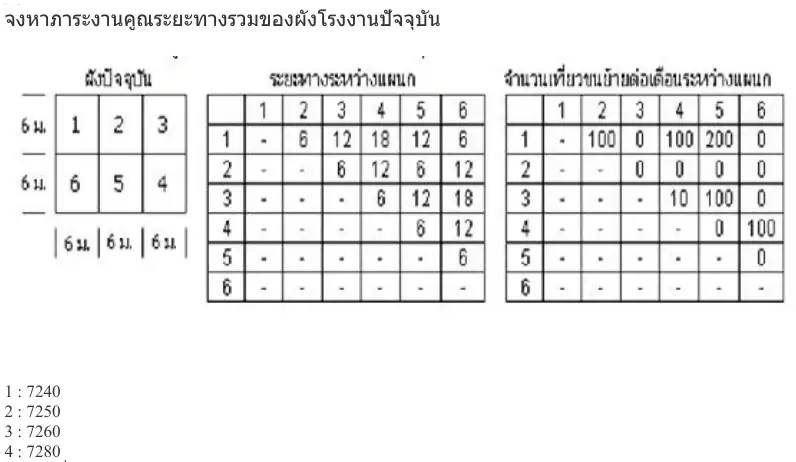 จงหาภาระงานคูณระยะทางรวมของผังโรงงานปัจจุบัน
ผังปัจจุบัน
6 ม. 1 2 3
6 ม. 6 5 4
6 ม. 6 ม. 6 ม.
ระยะทางระหว่างแผนก
1 2 3 4 5 6
1 - 6 12 18 12 6
2 - - 6 12 6 12
3 - - - 6 12 18
4 - - - - 6 12
5 - - - - - 6
6 - - - - - -
จำนวนเที่ยวขนย้ายต่อเดือนระหว่างแผนก
1 2 3 4 5 6
1 - 100 0 100 200 0
2 - - 0 0 0 0
3 - - - 10 100 0
4 - - - - 0 100
5 - - - - - 0
6 - - - - - -
1 : 7240
2 : 7250
3 : 7260
4 : 7280